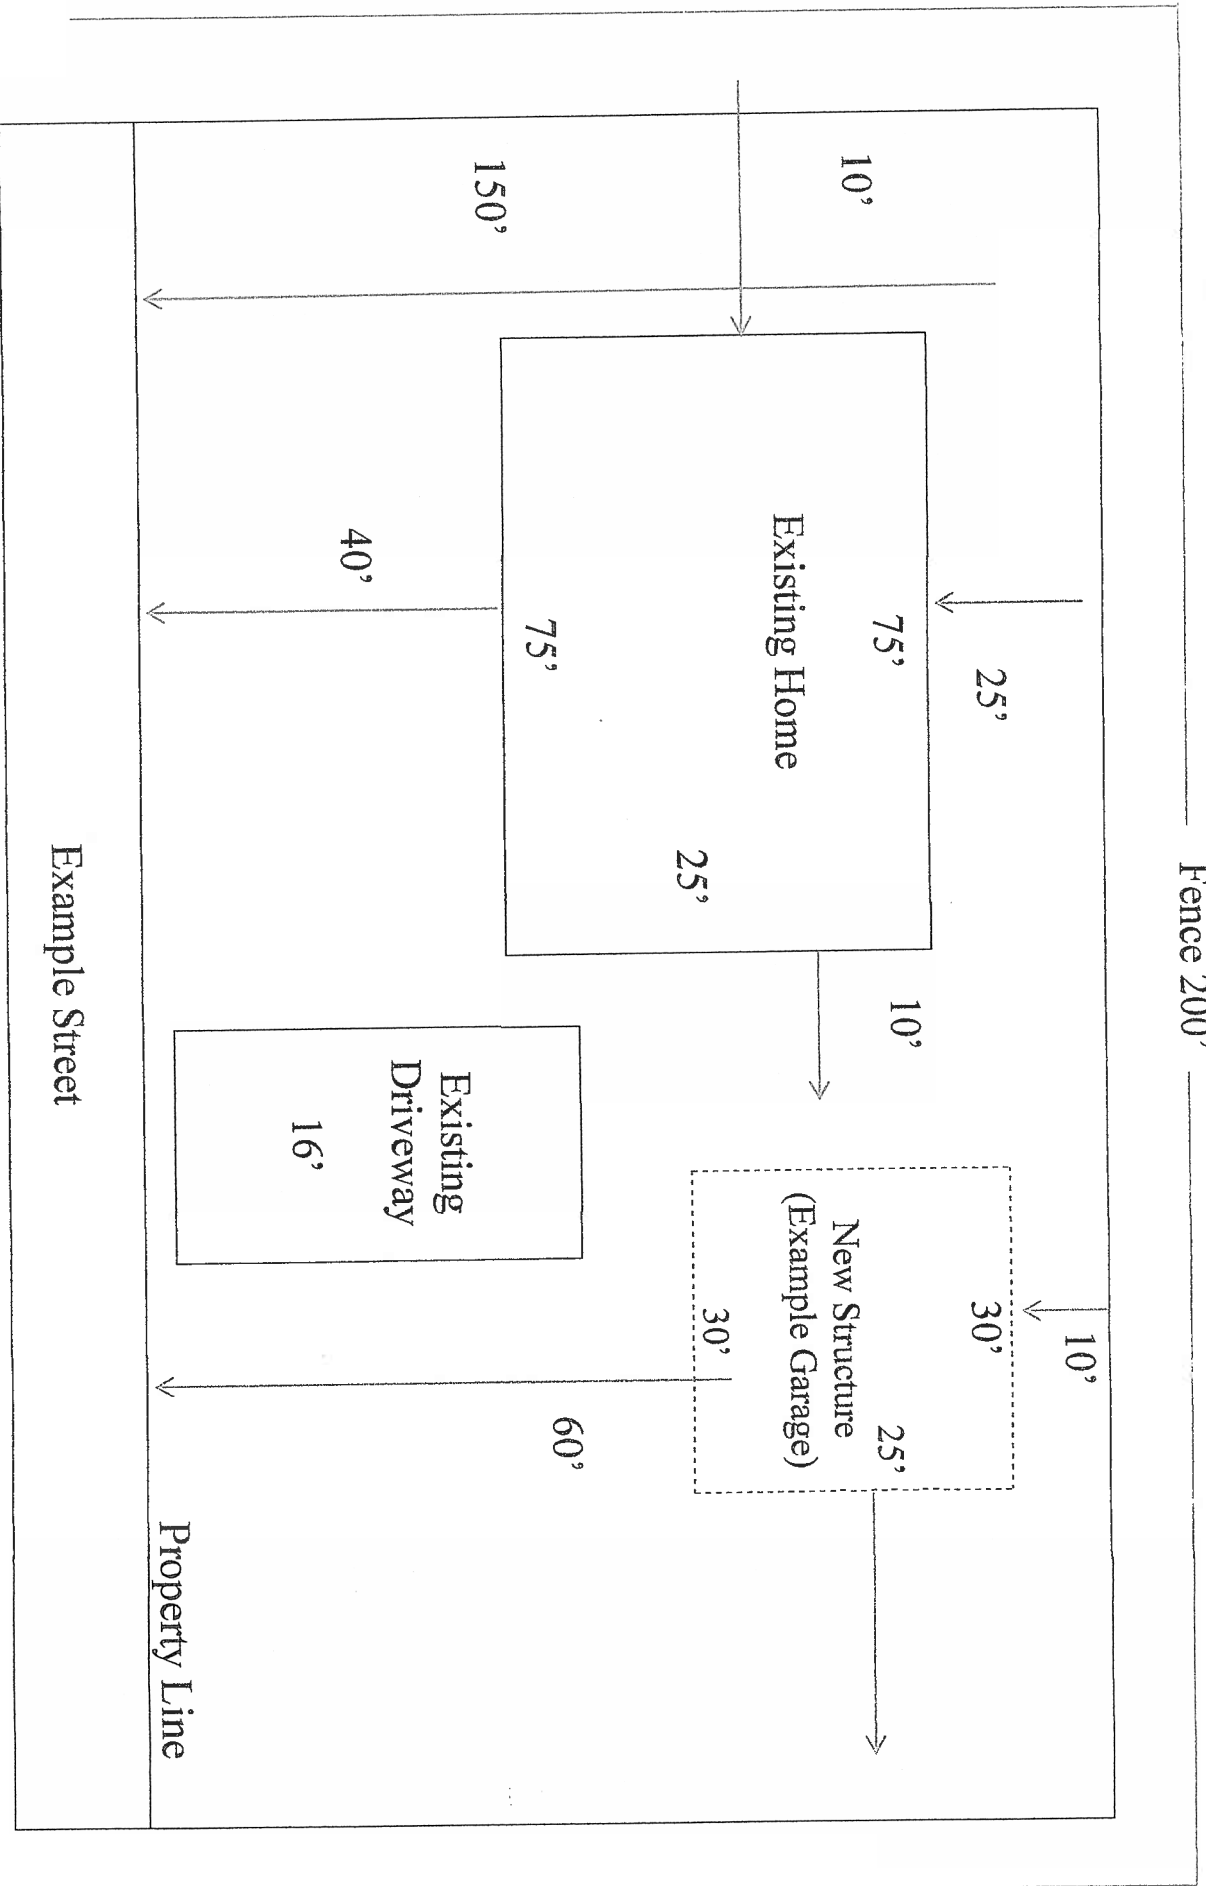 Fence 200'
10'
25'
10'
150'
75'
10'
30'
Existing Home
New Structure
(Example Garage)
25'
25'
30'
75'
60'
40'
Existing
Driveway
16'
Property Line
Example Street